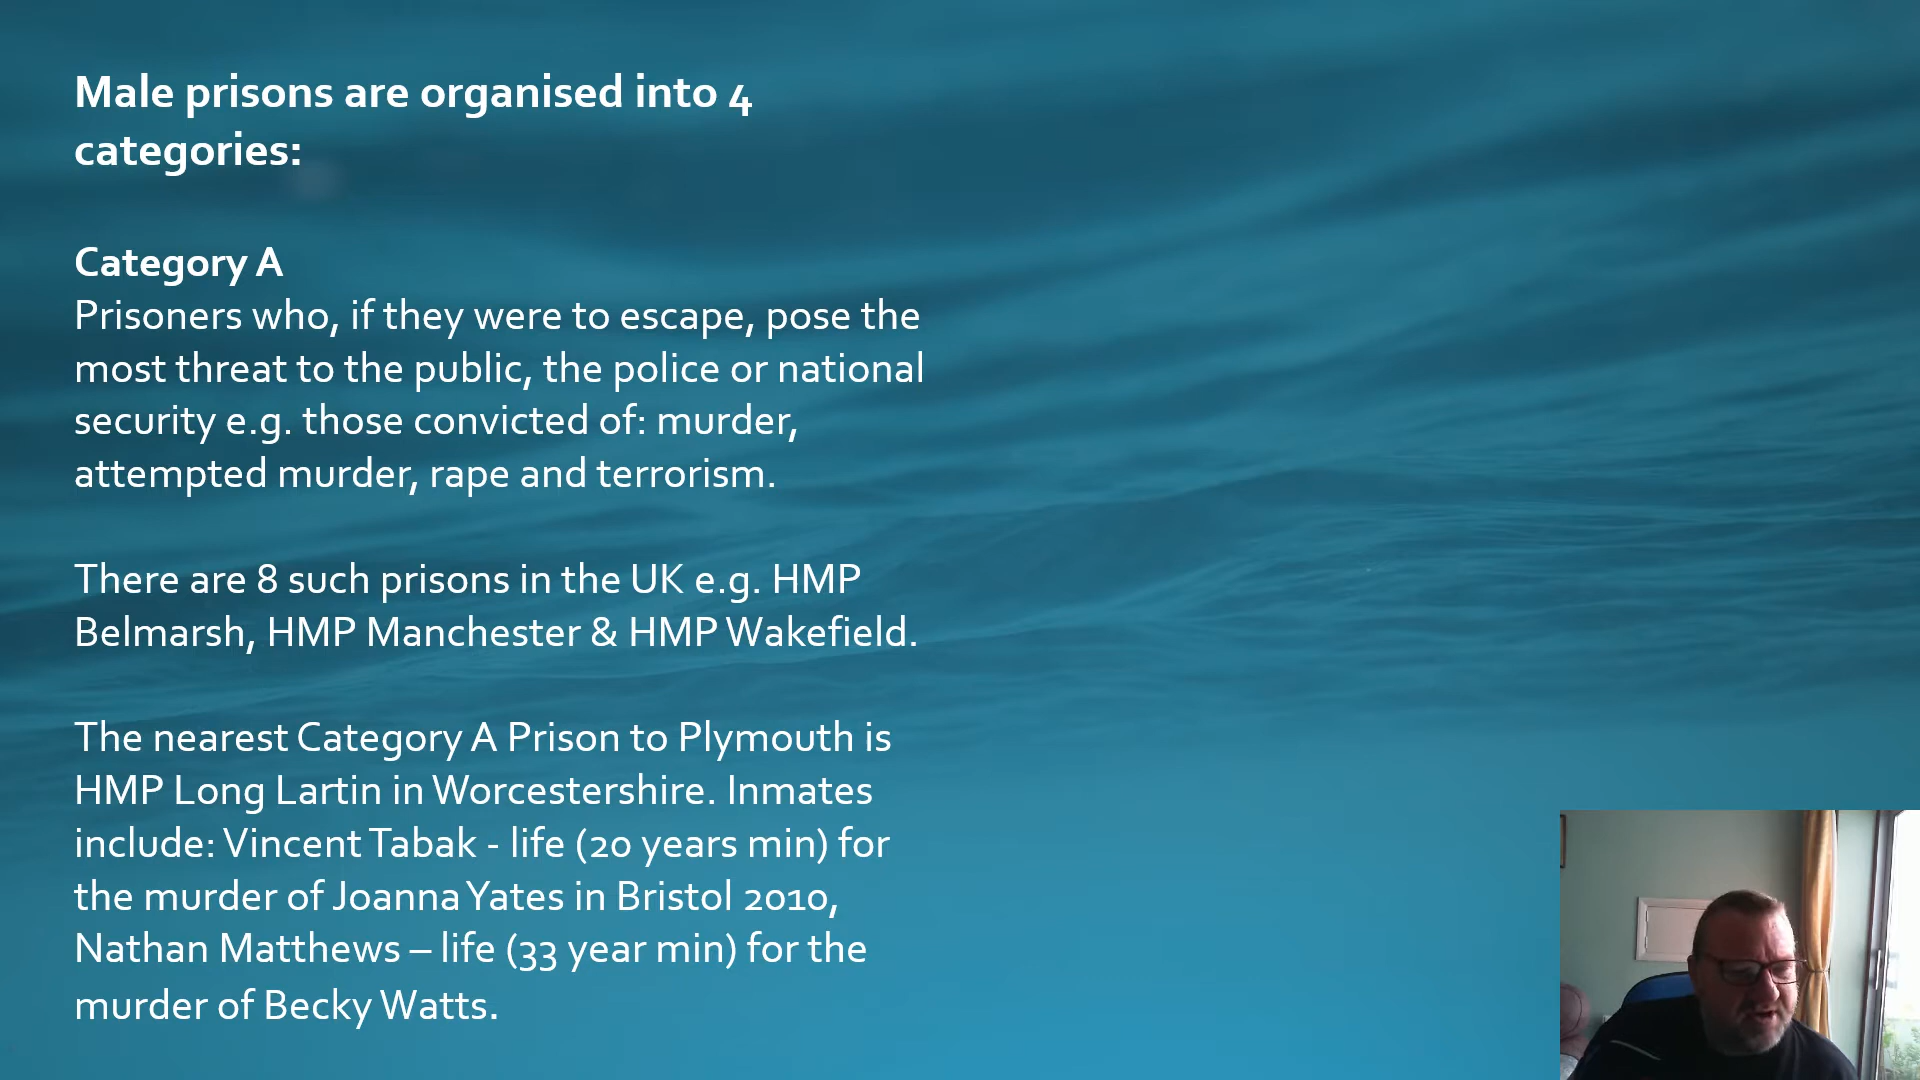 Male prisons are organised into 4
categories:
Category A
Prisoners who, if they were to escape, pose the
most threat to the public, the police or national
security e.g. those convicted of: murder,
attempted murder, rape and terrorism.
There are 8 such prisons in the UK e.g. HMP
Belmarsh, HMP Manchester & HMP Wakefield.
The nearest Category A Prison to Plymouth is
HMP Long Lartin in Worcestershire. Inmates
include: Vincent Tabak - life (20 years min) for
the murder of Joanna Yates in Bristol 2010,
Nathan Matthews – life (33 year min) for the
murder of Becky Watts.